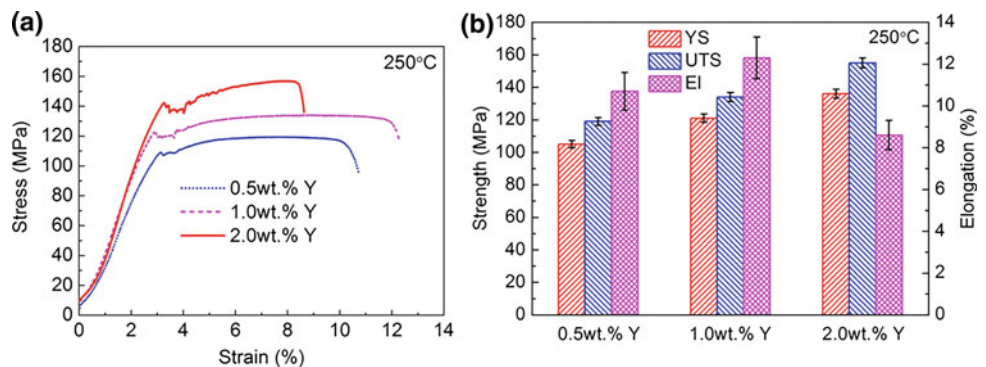 (a)
180
160
140
120
100
80
60
40
20
0
Stress (MPa)
250°C
0.5wt.% Y
1.0wt.% Y
2.0wt.% Y
0 2 4 6 8 10 12 14
Strain (%)
(b)
180
160
140
120
100
80
60
40
20
0
Strength (MPa)
YS
UTS
El
250°C
14
12
10
8
6
4
2
0
Elongation (%)
0.5wt.% Y 1.0wt.% Y 2.0wt.% Y